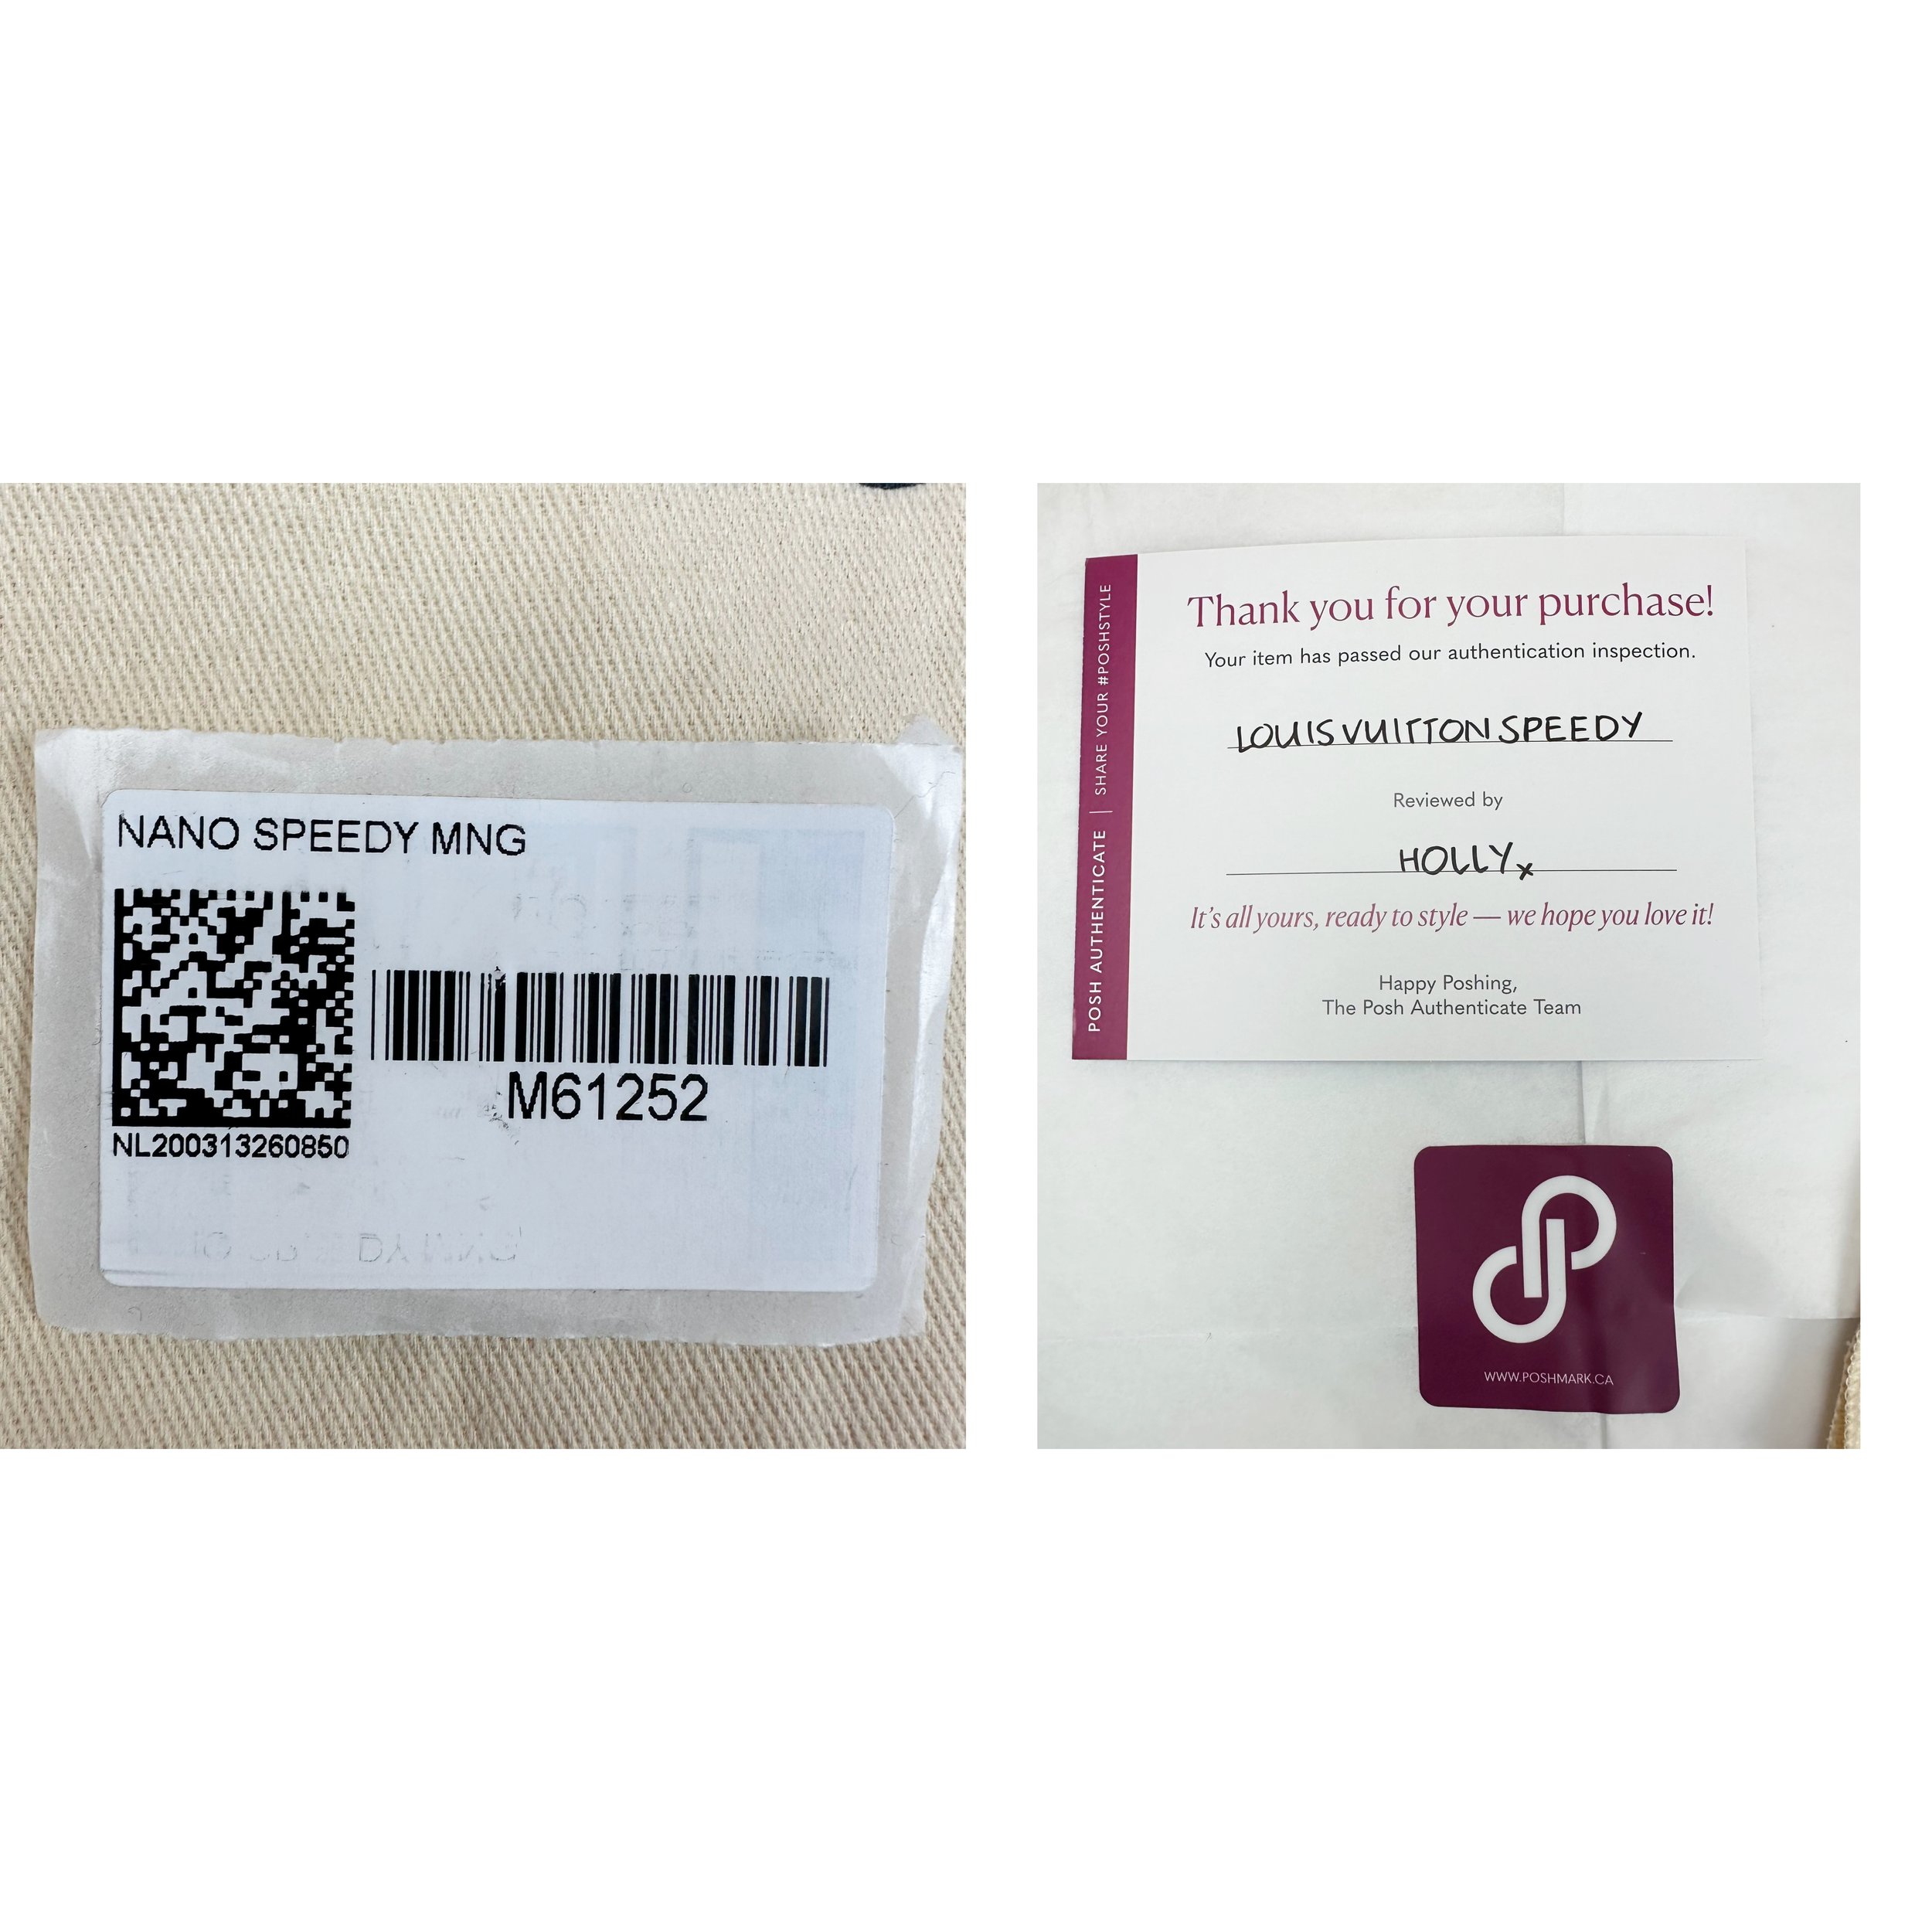 NANO SPEEDY MNG
M61252
NL200313260850
POSH AUTHENTICATE | SHARE YOUR #POSHSTYLE
Thank you for your purchase!
Your item has passed our authentication inspection.
LOUIS VUITTON SPEEDY
Reviewed by
HOLLYx
It's all yours, ready to style — we hope you love it!
Happy Poshing,
The Posh Authenticate Team
WWW.POSHMARK.CA